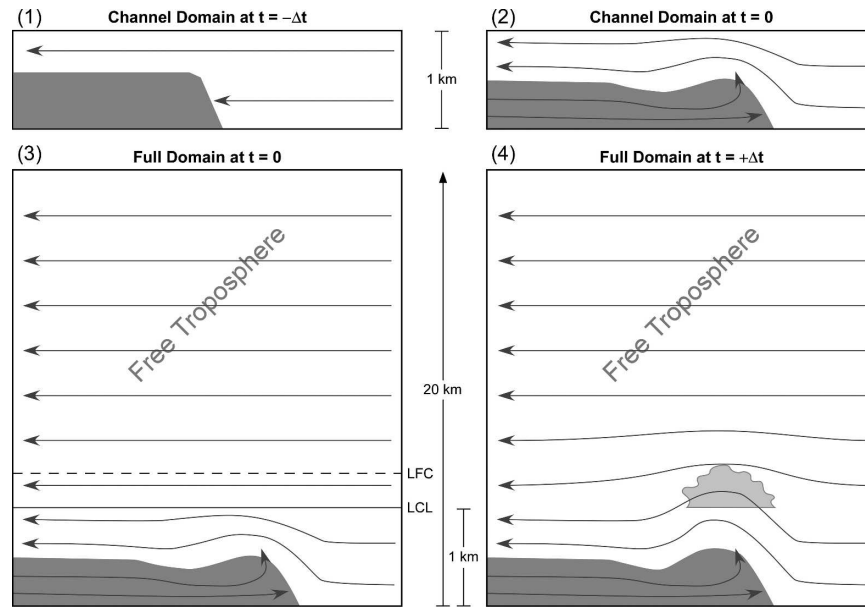 (1)
Channel Domain at t = −Δt
1 km
(2)
Channel Domain at t = 0
(3)
Full Domain at t = 0
Free Troposphere
LFC
LCL
20 km
1 km
(4)
Full Domain at t = +Δt
Free Troposphere